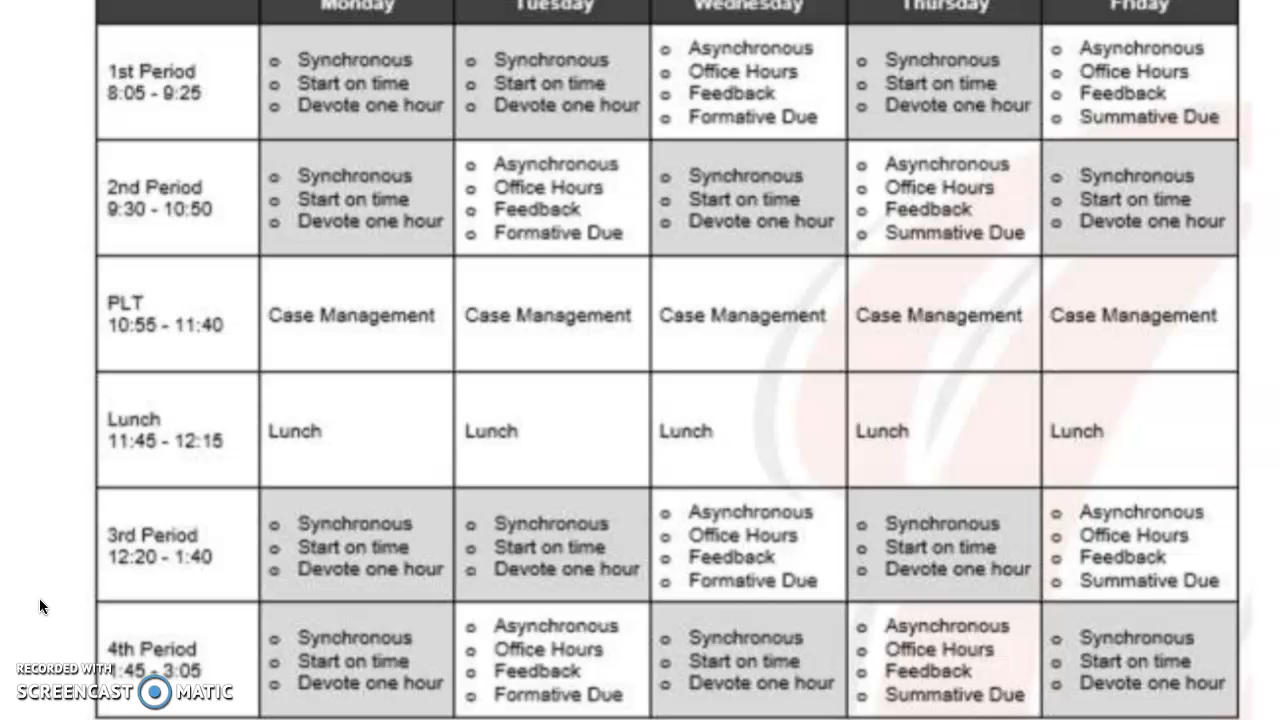 Monday Tuesday Wednesday Thursday Friday
1st Period
8:05 - 9:25
Synchronous
Start on time
Devote one hour
Synchronous
Start on time
Devote one hour
Asynchronous
Office Hours
Feedback
Formative Due
Synchronous
Start on time
Devote one hour
Asynchronous
Office Hours
Feedback
Summative Due
2nd Period
9:30 - 10:50
Synchronous
Start on time
Devote one hour
Asynchronous
Office Hours
Feedback
Formative Due
Synchronous
Start on time
Devote one hour
Asynchronous
Office Hours
Feedback
Summative Due
Synchronous
Start on time
Devote one hour
PLT
10:55 - 11:40
Case Management
Case Management
Case Management
Case Management
Case Management
Lunch
11:45 - 12:15
Lunch
Lunch
Lunch
Lunch
Lunch
3rd Period
12:20 - 1:40
Synchronous
Start on time
Devote one hour
Synchronous
Start on time
Devote one hour
Asynchronous
Office Hours
Feedback
Formative Due
Synchronous
Start on time
Devote one hour
Asynchronous
Office Hours
Feedback
Summative Due
4th Period
1:45 - 3:05
Synchronous
Start on time
Devote one hour
Asynchronous
Office Hours
Feedback
Formative Due
Synchronous
Start on time
Devote one hour
Asynchronous
Office Hours
Feedback
Summative Due
Synchronous
Start on time
Devote one hour
RECORDED WITH
SCREENCAST MATIC